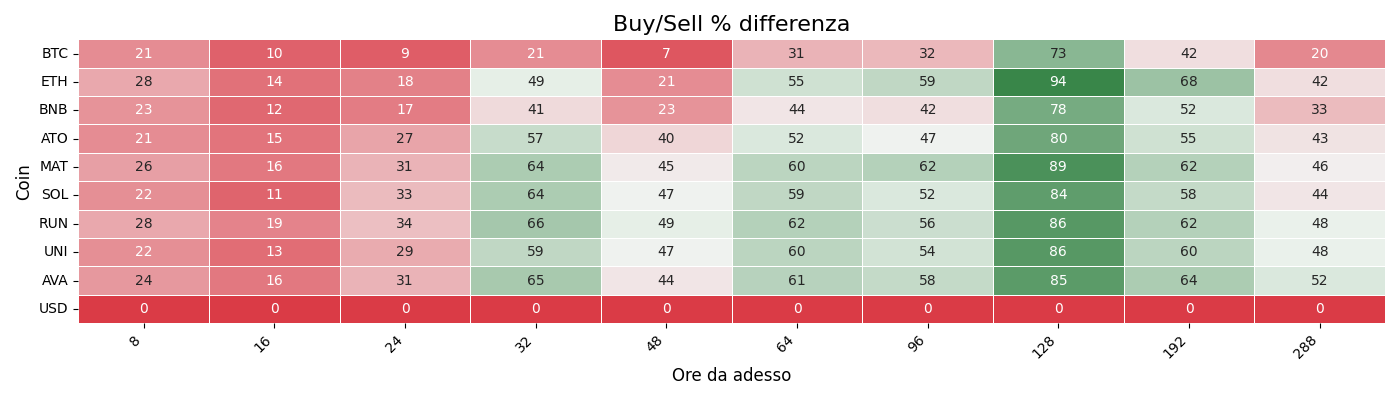 Buy/Sell % differenza
Coin
BTC 21 10 9 21 7 31 32 73 42 20
ETH 28 14 18 49 21 55 59 94 68 42
BNB 23 12 17 41 23 44 42 78 52 33
ATO 21 15 27 57 40 52 47 80 55 43
MAT 26 16 31 64 45 60 62 89 62 46
SOL 22 11 33 64 47 59 52 84 58 44
RUN 28 19 34 66 49 62 56 86 62 48
UNI 22 13 29 59 47 60 54 86 60 48
AVA 24 16 31 65 44 61 58 85 64 52
USD 0 0 0 0 0 0 0 0 0 0
8 16 24 32 48 64 96 128 192 288
Ore da adesso